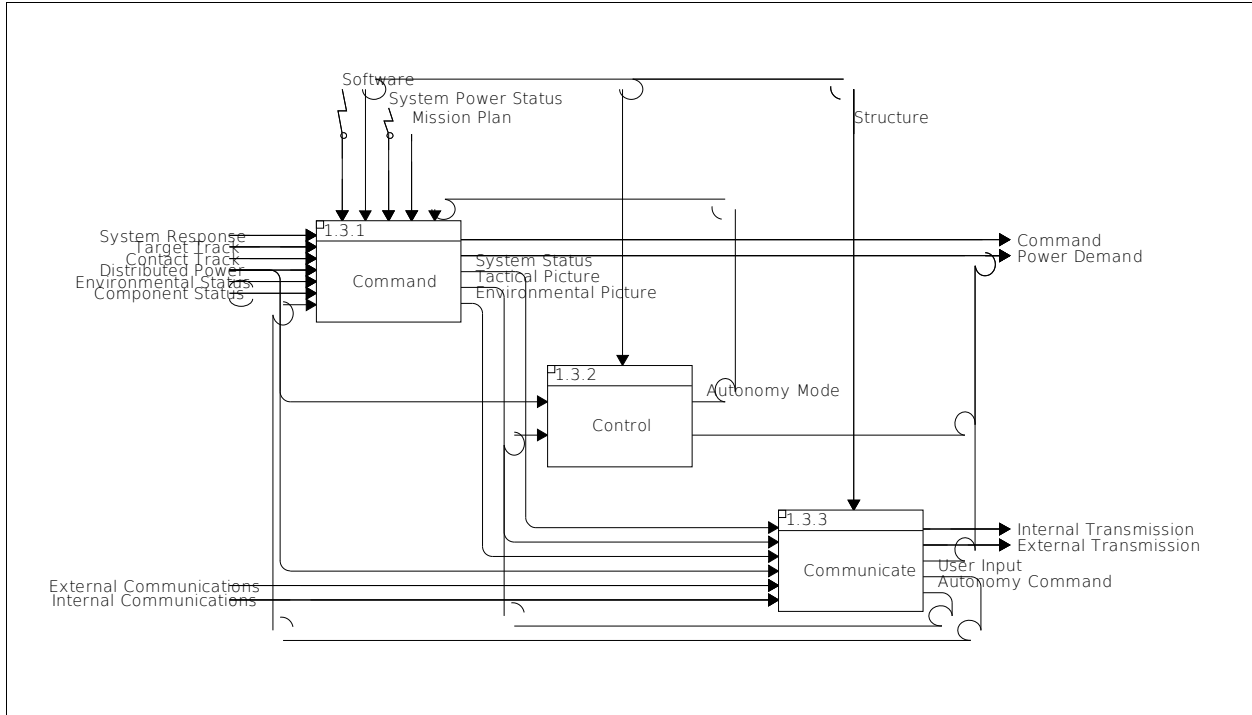 Software
System Power Status
Mission Plan
Structure
1.3.1
System Response
Target Track
Contact Track
Distributed Power
Environmental Status
Component Status
Command
Command
Power Demand
System Status
Tactical Picture
Environmental Picture
1.3.2
Autonomy Mode
Control
1.3.3
Internal Transmission
External Transmission
Communicate
User Input
Autonomy Command
External Communications
Internal Communications